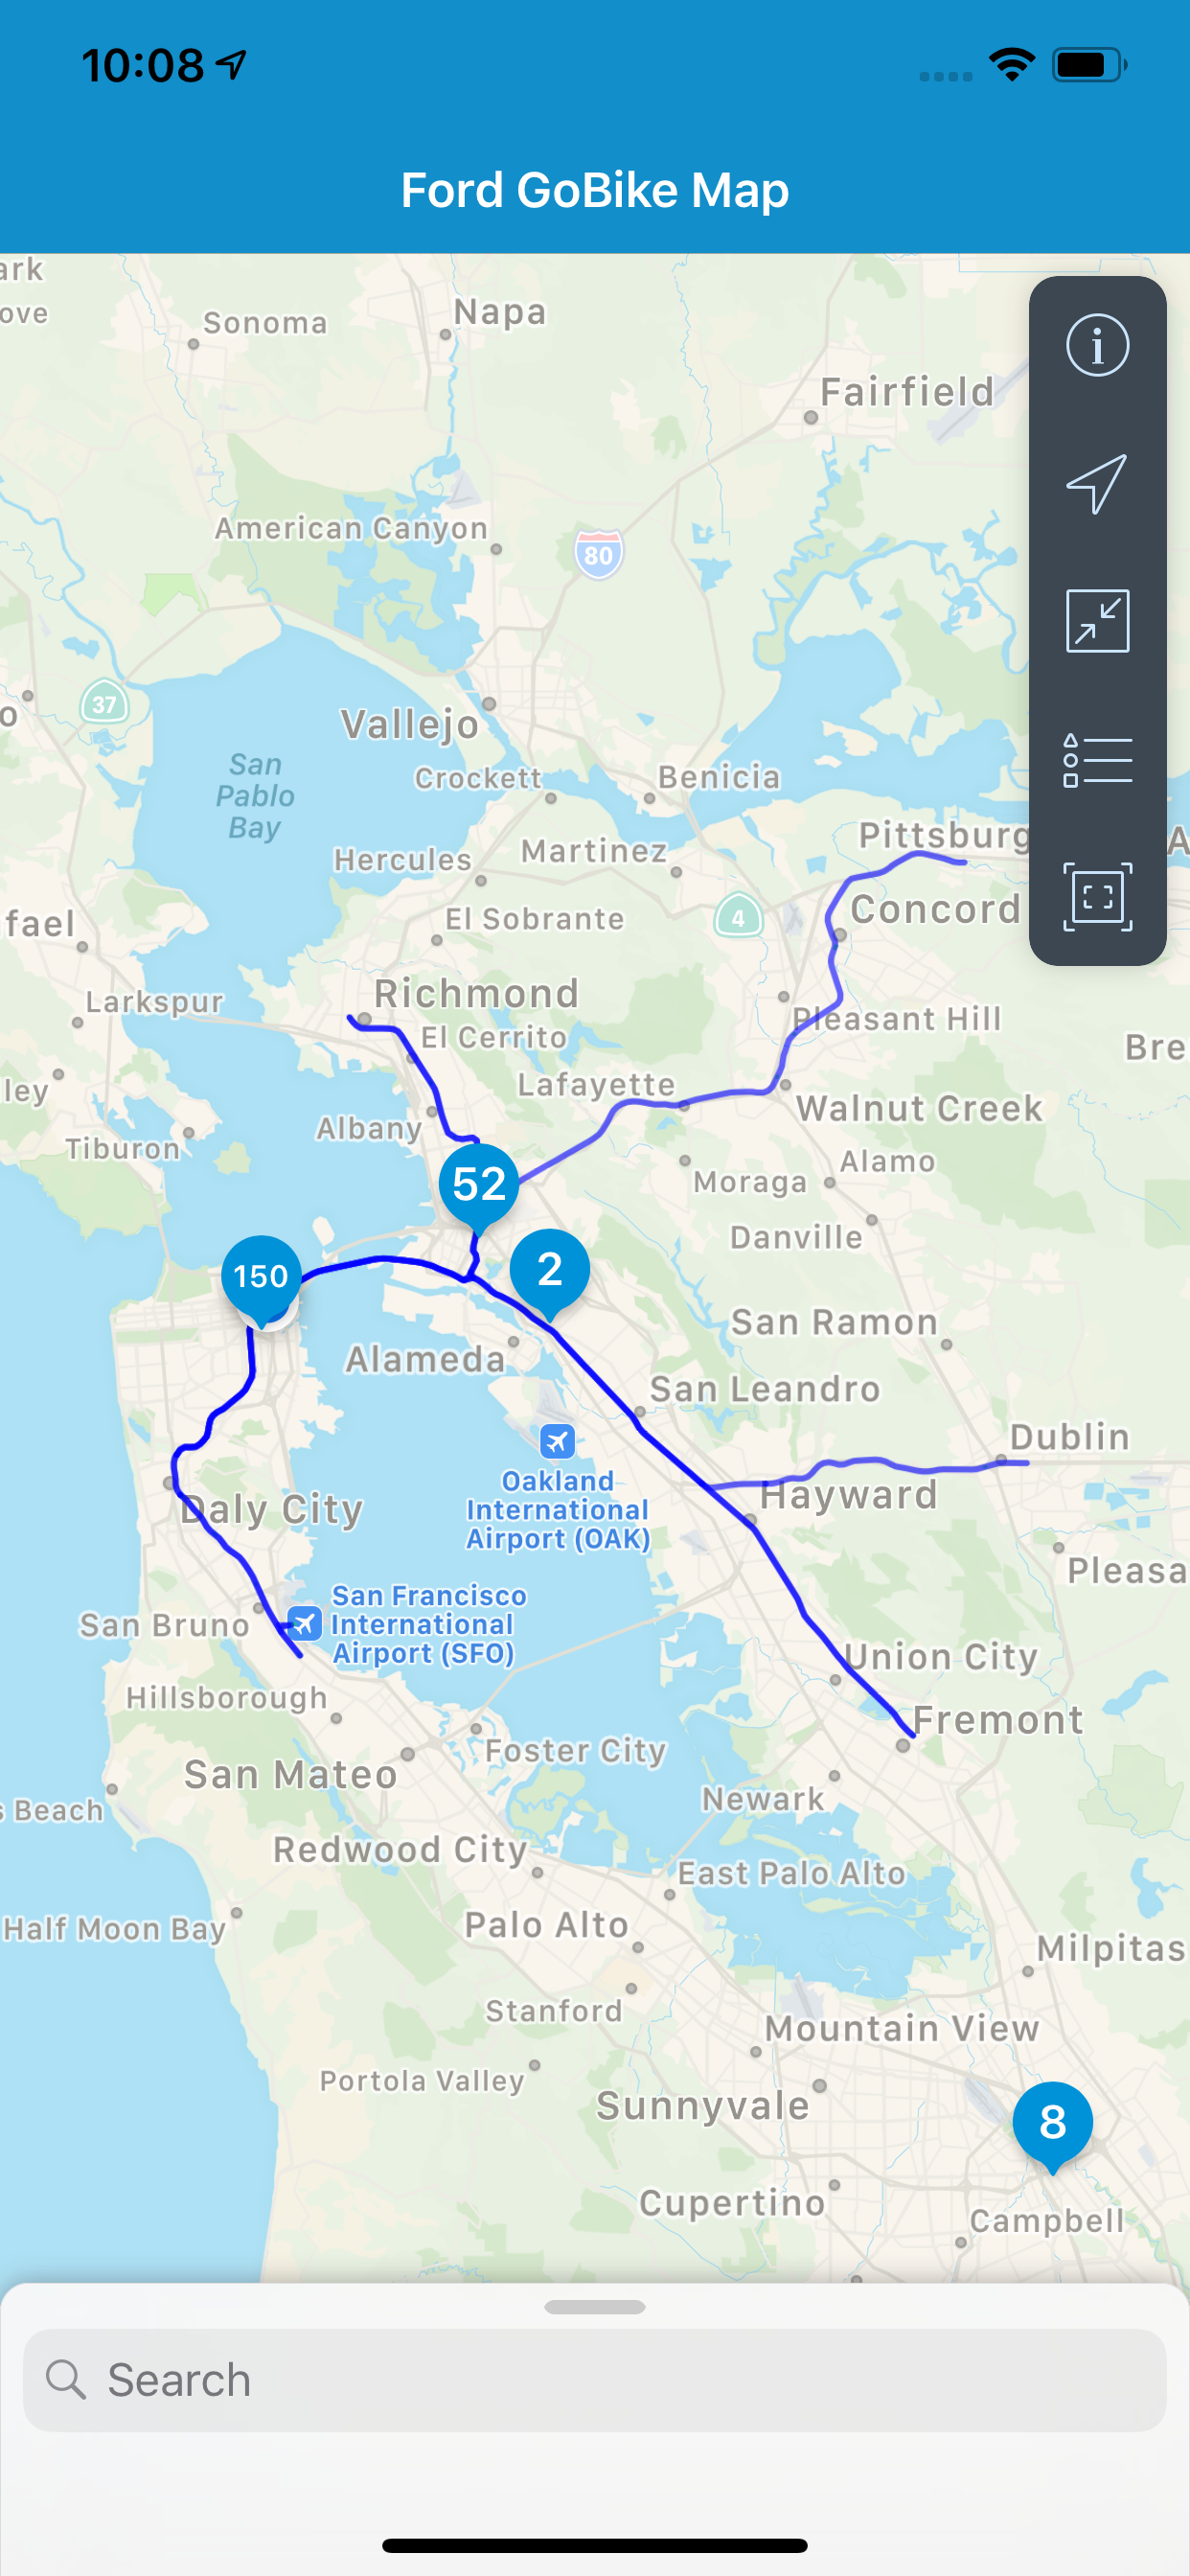 10:08
Ford GoBike Map
ark
Napa
ove
Sonoma
Fairfield
i
American Canyon
80
37
o
Vallejo
San
Pablo
Bay
Crockett
Benicia
Pittsburg
A
Hercules
Martinez
fael
El Sobrante
4
Concord
Larkspur
Richmond
Pleasant Hill
El Cerrito
Bre
ley
Lafayette
Walnut Creek
Albany
Tiburon
Alamo
52
Moraga
Danville
150
2
San Ramon
Alameda
San Leandro
Dublin
Oakland
International
Airport (OAK)
Hayward
Daly City
Pleasa
San Francisco
International
Airport (SFO)
San Bruno
Union City
Hillsborough
Fremont
Foster City
San Mateo
Newark
s Beach
Redwood City
East Palo Alto
Half Moon Bay
Palo Alto
Milpitas
Stanford
Mountain View
Portola Valley
Sunnyvale
8
Cupertino
Campbell
Search